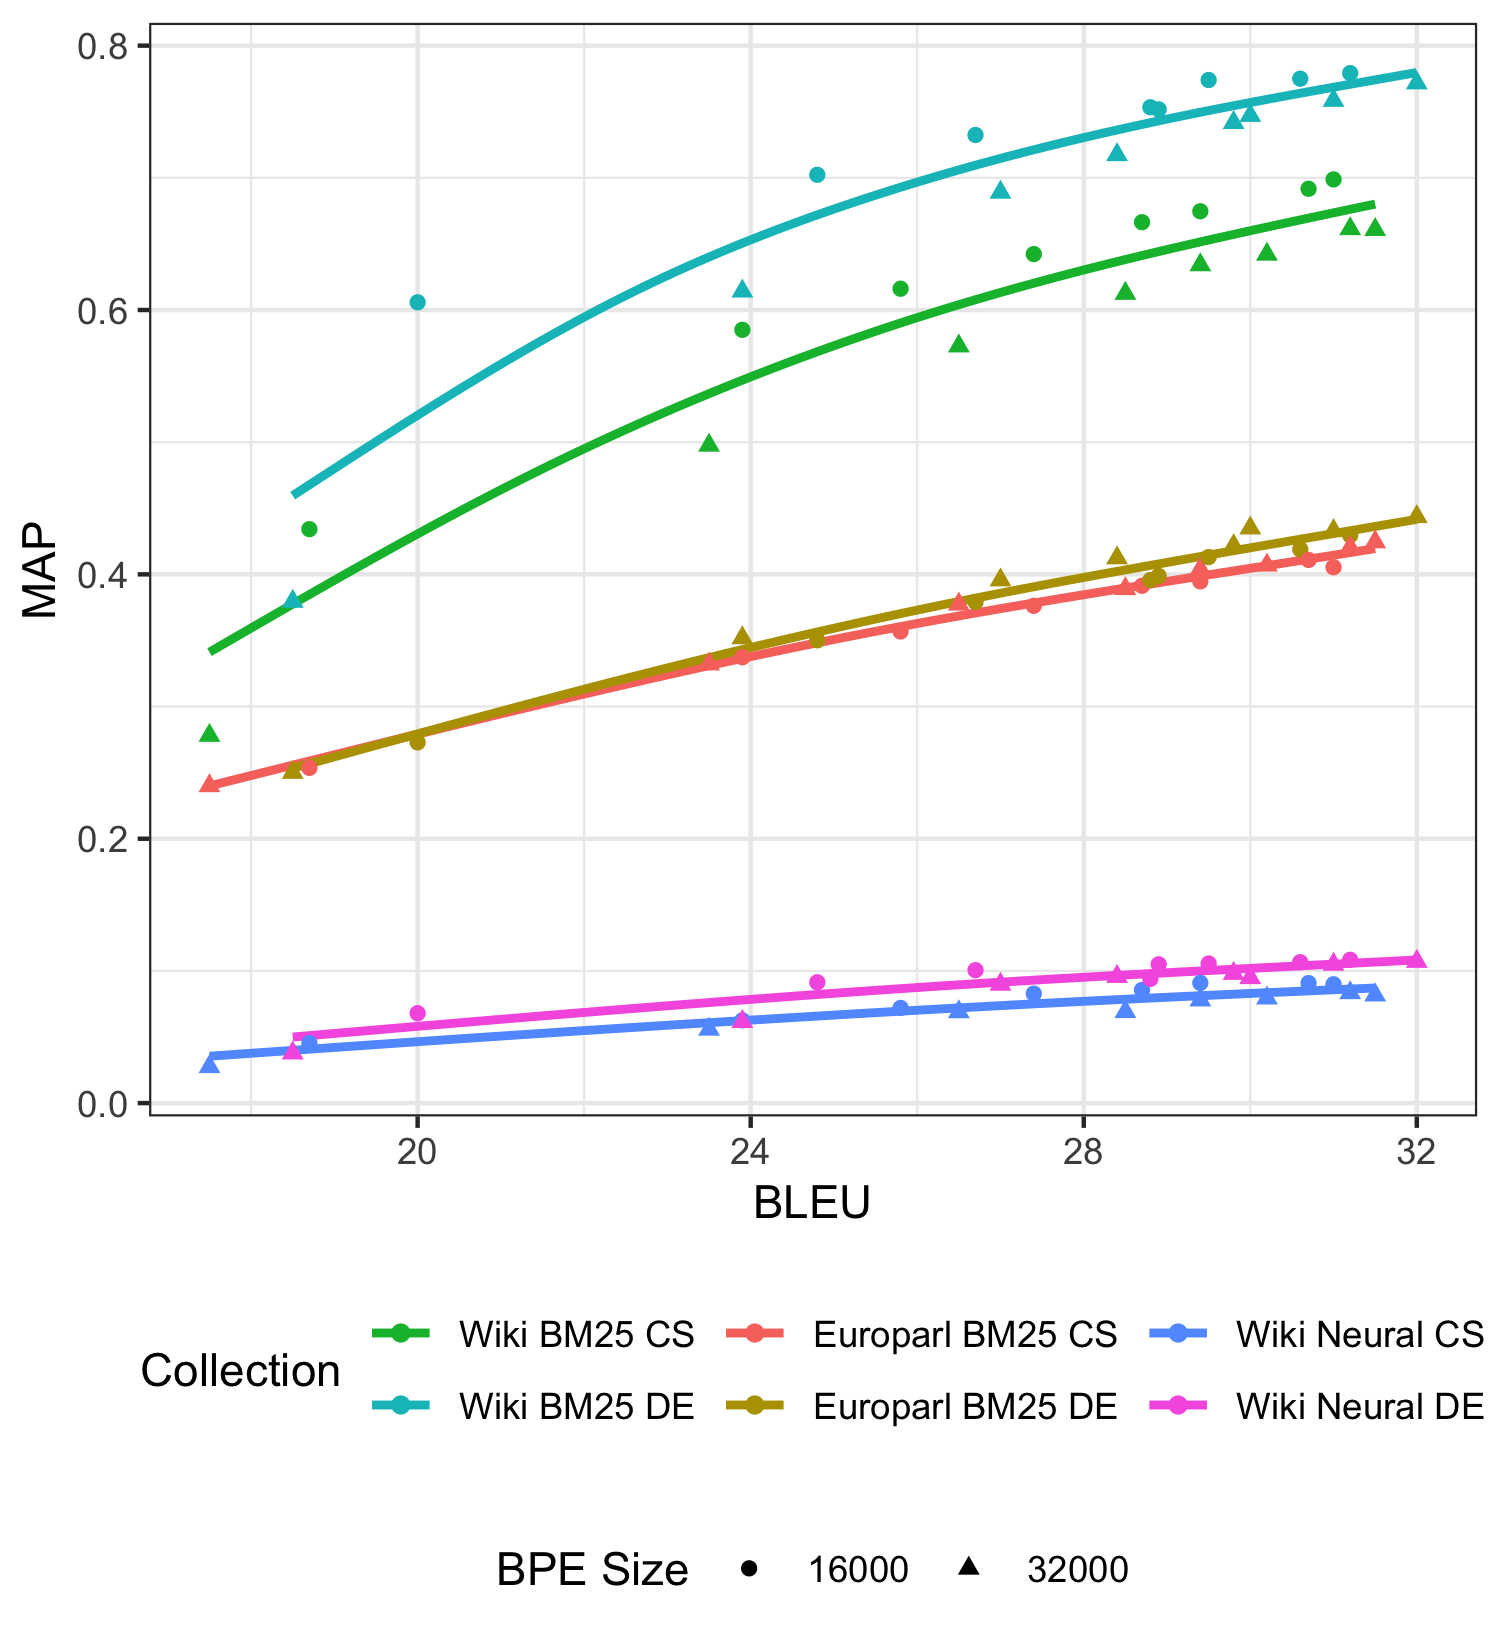 0.8
0.6
0.4
0.2
0.0
MAP
20 24 28 32
BLEU
Collection
Wiki BM25 CS Europarl BM25 CS Wiki Neural CS
Wiki BM25 DE Europarl BM25 DE Wiki Neural DE
BPE Size 16000 32000